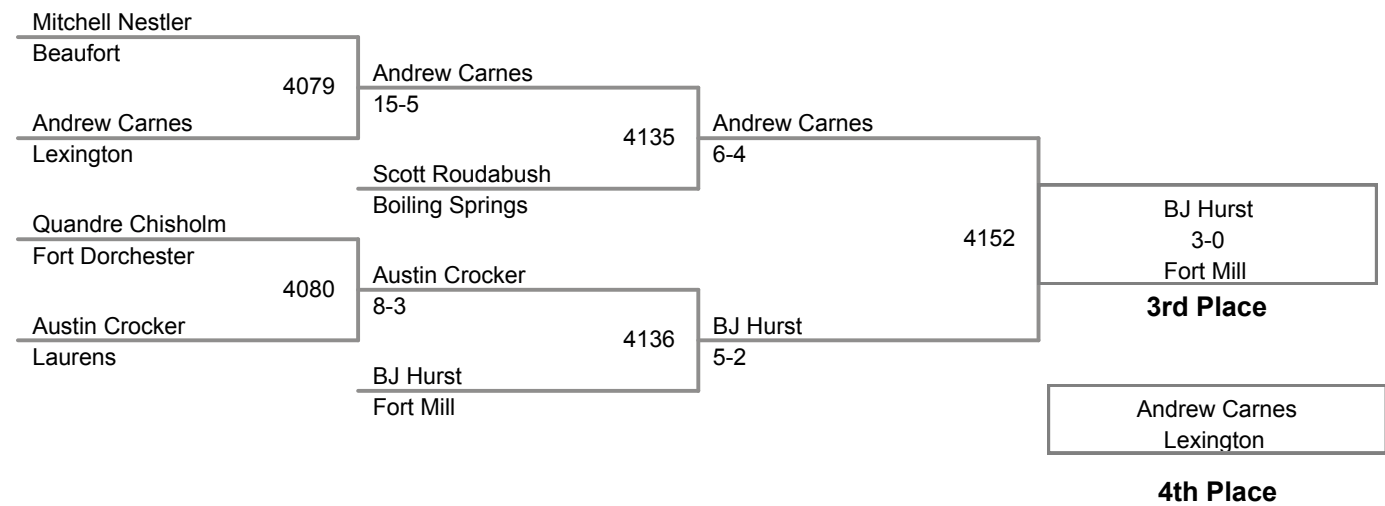 Mitchell Nestler
Beaufort
4079
Andrew Carnes
15-5
Andrew Carnes
Lexington
4135
Andrew Carnes
6-4
Scott Roudabush
Boiling Springs
Quandre Chisholm
Fort Dorchester
4080
Austin Crocker
8-3
Austin Crocker
Laurens
4136
BJ Hurst
5-2
BJ Hurst
Fort Mill
4152
BJ Hurst
3-0
Fort Mill
3rd Place
Andrew Carnes
Lexington
4th Place